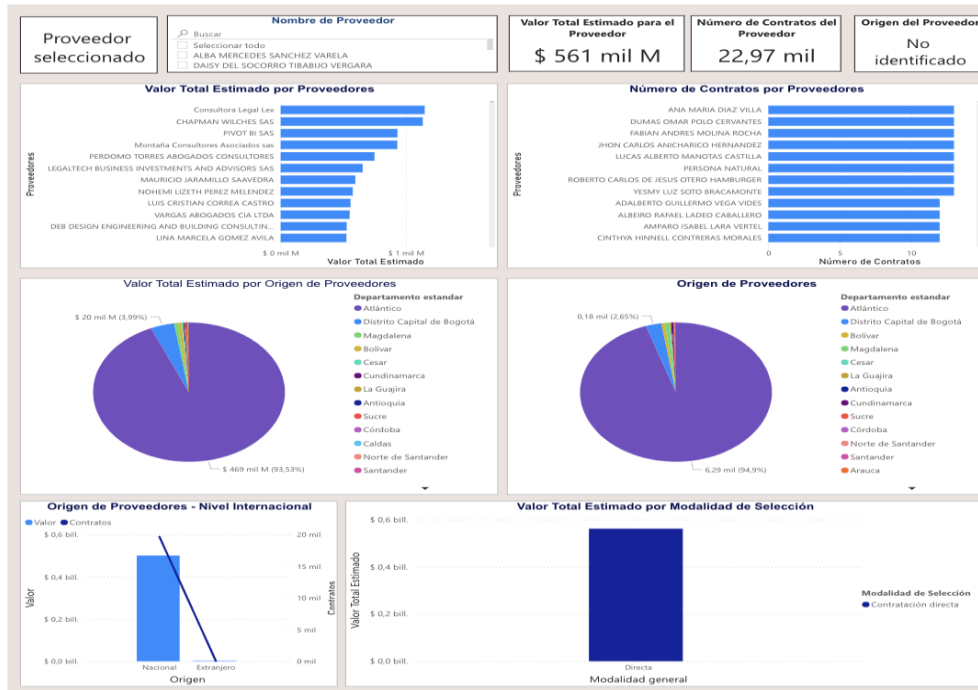 Proveedor
seleccionado
Nombre de Proveedor
Buscar
Seleccionar todo
ALBA MERCEDES SANCHEZ VARELA
DAISY DEL SOCORRO TIBABIJO VERGARA
Valor Total Estimado para el
Proveedor
$ 561 mil M
Número de Contratos del
Proveedor
22,97 mil
Origen del Proveedor
No
identificado
Valor Total Estimado por Proveedores
Proveedores
Consultora Legal Lex
CHAPMAN WILCHES SAS
PIVOT BI SAS
Montaña Consultores Asociados sas
PERDOMO TORRES ABOGADOS CONSULTORES
LEGALTECH BUSINESS INVESTMENTS AND ADVISORS SAS
MAURICIO JARAMILLO SAAVEDRA
NOHEMI LIZETH PEREZ MELENDEZ
LUIS CRISTIAN CORREA CASTRO
VARGAS ABOGADOS CIA LTDA
DEB DESIGN ENGINEERING AND BUILDING CONSULTIN...
LINA MARCELA GOMEZ AVILA
$ 0 mil M
$ 1 mil M
Valor Total Estimado
Número de Contratos por Proveedores
Proveedores
ANA MARIA DIAZ VILLA
DUMAS OMAR POLO CERVANTES
FABIAN ANDRES MOLINA ROCHA
JHON CARLOS ANICHARICO HERNANDEZ
LUCAS ALBERTO MANOTAS CASTILLA
PERSONA NATURAL
ROBERTO CARLOS DE JESUS OTERO HAMBURGER
YESMY LUZ SOTO BRACAMONTE
ADALBERTO GUILLERMO VEGA VIDES
ALBEIRO RAFAEL LADEO CABALLERO
AMPARO ISABEL LARA VERTEL
CINTHYA HINNELL CONTRERAS MORALES
0
5
10
Número de Contratos
Valor Total Estimado por Origen de Proveedores
$ 20 mil M (3,99%)
$ 469 mil M (93,53%)
Departamento estandar
Atlántico
Distrito Capital de Bogotá
Magdalena
Bolívar
Cesar
Cundinamarca
La Guajira
Antioquia
Sucre
Córdoba
Caldas
Norte de Santander
Santander
Origen de Proveedores
0,18 mil (2,65%)
6,29 mil (94,9%)
Departamento estandar
Atlántico
Distrito Capital de Bogotá
Bolívar
Magdalena
Cesar
La Guajira
Antioquia
Cundinamarca
Sucre
Córdoba
Norte de Santander
Santander
Arauca
Origen de Proveedores - Nivel Internacional
Valor
Contratos
Valor
$ 0,6 bill.
$ 0,4 bill.
$ 0,2 bill.
$ 0,0 bill.
20 mil
15 mil
10 mil
5 mil
0 mil
Contratos
Nacional
Extranjero
Origen
Valor Total Estimado por Modalidad de Selección
Valor Total Estimado
$ 0,6 bill.
$ 0,4 bill.
$ 0,2 bill.
$ 0,0 bill.
Directa
Modalidad general
Modalidad de Selección
Contratación directa